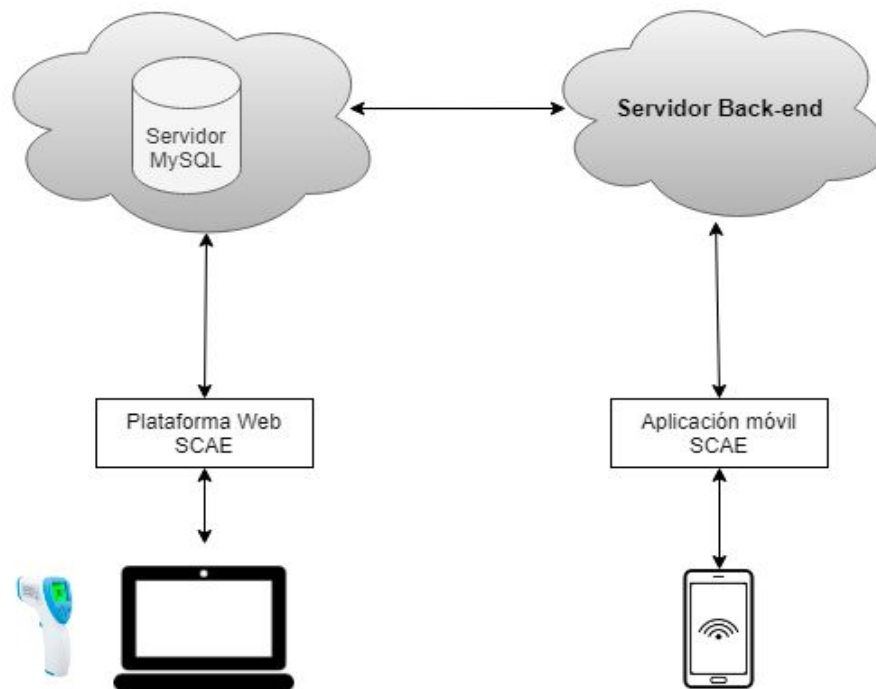 Servidor
MySQL
Servidor Back-end
Plataforma Web
SCAE
Aplicación móvil
SCAE